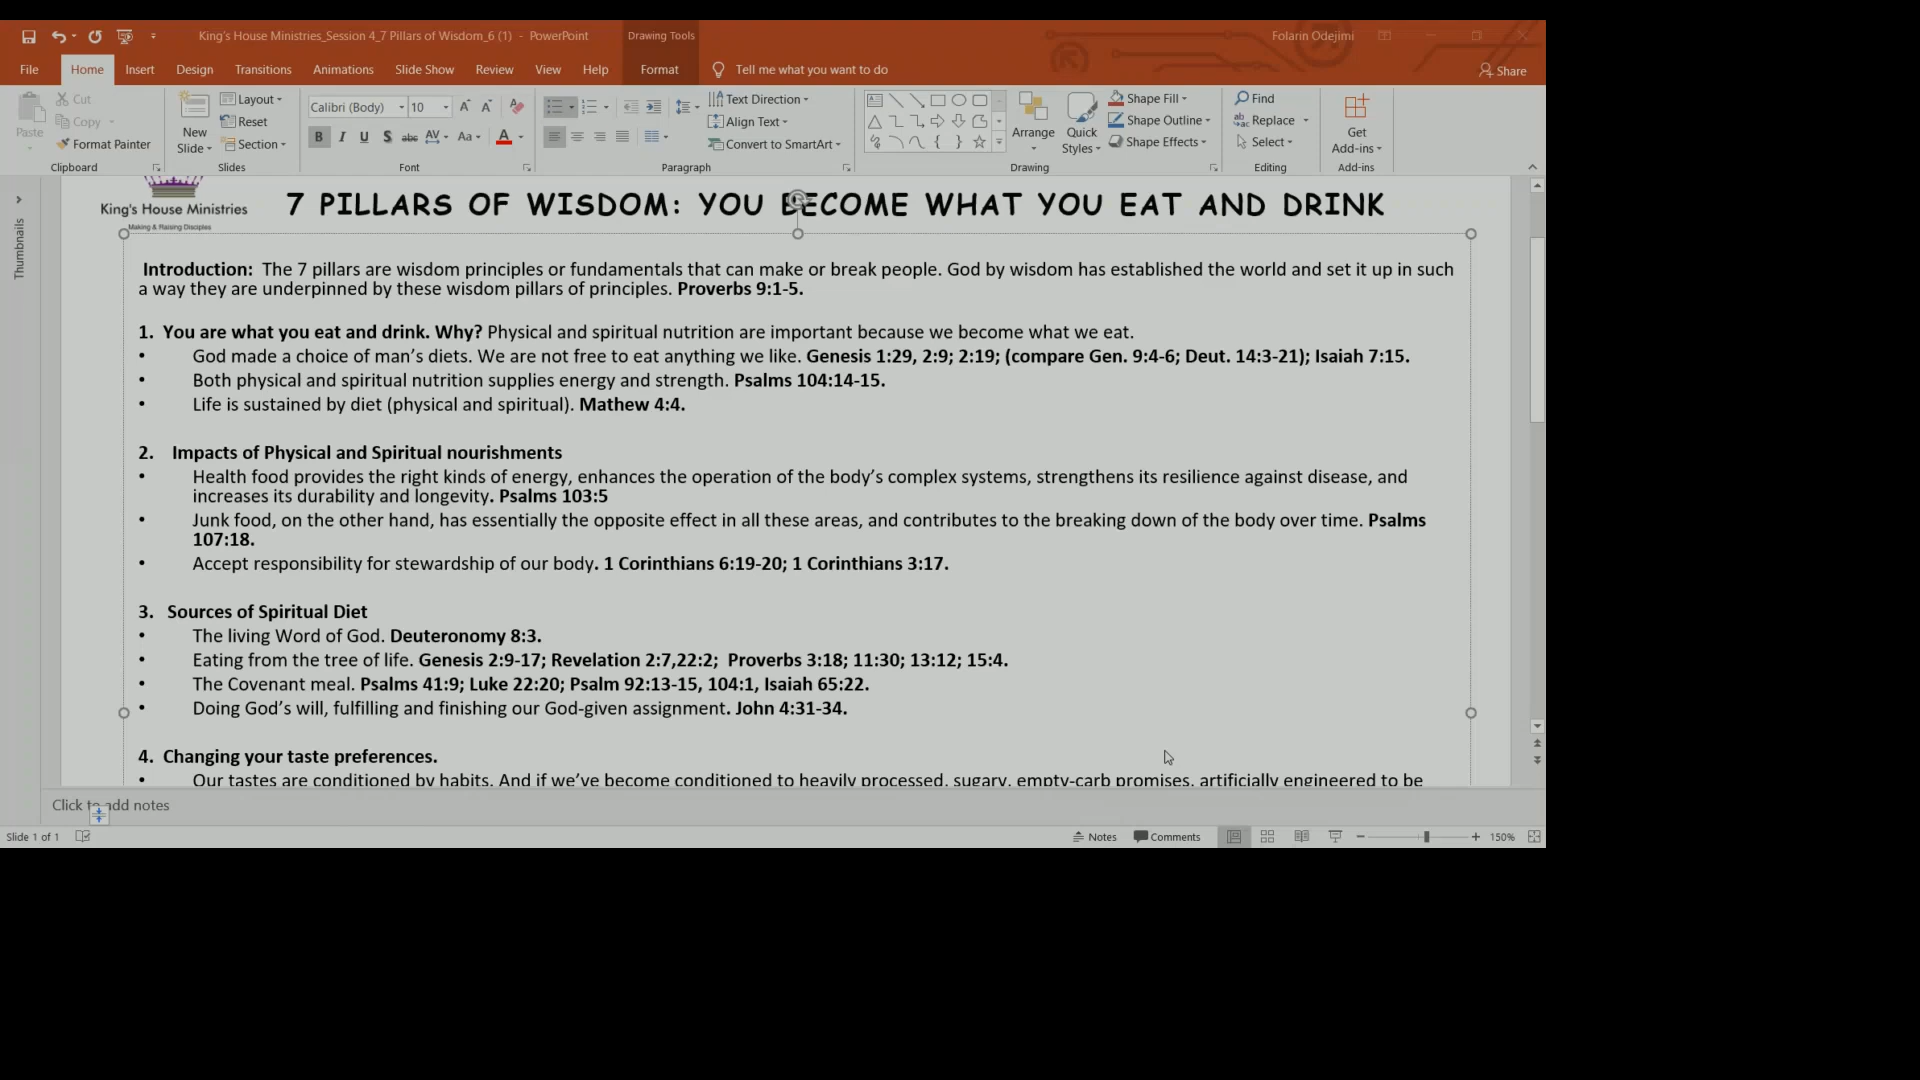 King's House Ministries_Session 4_7 Pillars of Wisdom_6 (1) - PowerPoint
Drawing Tools
Folarin Odejimi
File Home Insert Design Transitions Animations Slide Show Review View Help Format Tell me what you want to do Share
Paste
Cut
Copy
Format Painter
Clipboard
New
Slide
Layout
Reset
Section
Slides
Calibri (Body) 10
Font
Text Direction
Align Text
Convert to SmartArt
Paragraph
Arrange
Quick
Styles
Shape Fill
Shape Outline
Shape Effects
Drawing
Find
Replace
Select
Editing
Get
Add-ins
Add-ins
Thumbnails
King's House Ministries
Making & Raising Disciples
7 PILLARS OF WISDOM: YOU BECOME WHAT YOU EAT AND DRINK
Introduction: The 7 pillars are wisdom principles or fundamentals that can make or break people. God by wisdom has established the world and set it up in such
a way they are underpinned by these wisdom pillars of principles. Proverbs 9:1-5.
1. You are what you eat and drink. Why? Physical and spiritual nutrition are important because we become what we eat.
• God made a choice of man's diets. We are not free to eat anything we like. Genesis 1:29, 2:9; 2:19; (compare Gen. 9:4-6; Deut. 14:3-21); Isaiah 7:15.
• Both physical and spiritual nutrition supplies energy and strength. Psalms 104:14-15.
• Life is sustained by diet (physical and spiritual). Mathew 4:4.
2. Impacts of Physical and Spiritual nourishments
• Health food provides the right kinds of energy, enhances the operation of the body's complex systems, strengthens its resilience against disease, and
increases its durability and longevity. Psalms 103:5
• Junk food, on the other hand, has essentially the opposite effect in all these areas, and contributes to the breaking down of the body over time. Psalms
107:18.
• Accept responsibility for stewardship of our body. 1 Corinthians 6:19-20; 1 Corinthians 3:17.
3. Sources of Spiritual Diet
• The living Word of God. Deuteronomy 8:3.
• Eating from the tree of life. Genesis 2:9-17; Revelation 2:7,22:2; Proverbs 3:18; 11:30; 13:12; 15:4.
• The Covenant meal. Psalms 41:9; Luke 22:20; Psalm 92:13-15, 104:1, Isaiah 65:22.
• Doing God's will, fulfilling and finishing our God-given assignment. John 4:31-34.
4. Changing your taste preferences.
• Our tastes are conditioned by habits. And if we've become conditioned to heavily processed, sugary, empty-carb promises, artificially engineered to be
Click to add notes
Slide 1 of 1
Notes Comments 150%